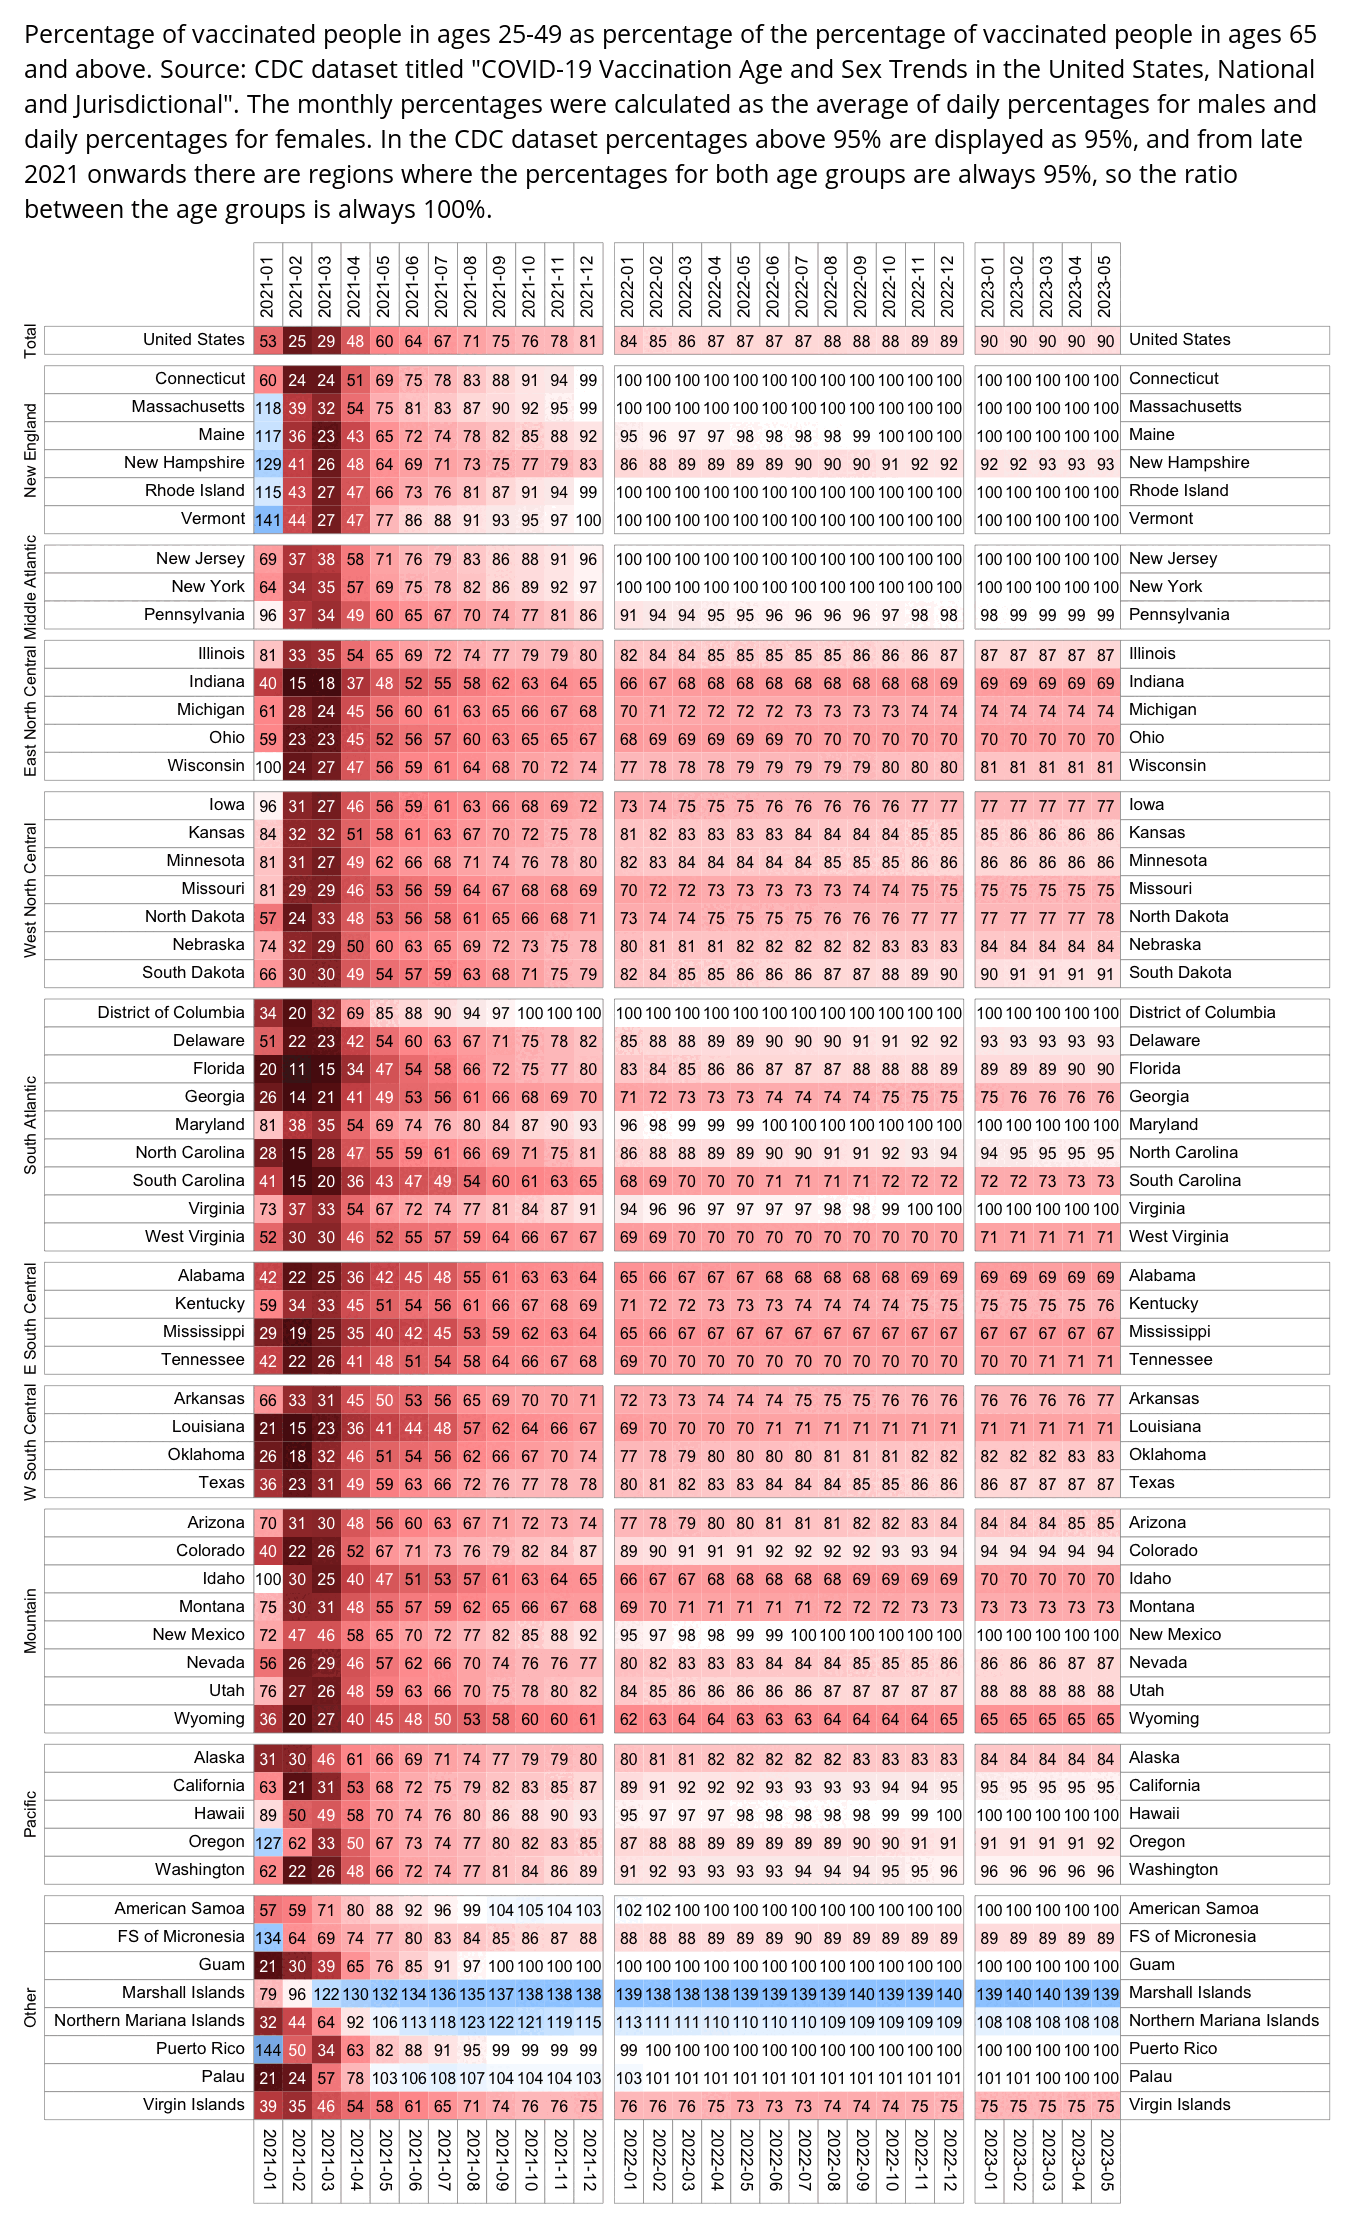 Percentage of vaccinated people in ages 25-49 as percentage of the percentage of vaccinated people in ages 65
and above. Source: CDC dataset titled "COVID-19 Vaccination Age and Sex Trends in the United States, National
and Jurisdictional". The monthly percentages were calculated as the average of daily percentages for males and
daily percentages for females. In the CDC dataset percentages above 95% are displayed as 95%, and from late
2021 onwards there are regions where the percentages for both age groups are always 95%, so the ratio
between the age groups is always 100%.
2021-01 2021-02 2021-03 2021-04 2021-05 2021-06 2021-07 2021-08 2021-09 2021-10 2021-11 2021-12 2022-01 2022-02 2022-03 2022-04 2022-05 2022-06 2022-07 2022-08 2022-09 2022-10 2022-11 2022-12 2023-01 2023-02 2023-03 2023-04 2023-05
Total
United States 53 25 29 48 60 64 67 71 75 76 78 81 84 85 86 87 87 87 87 88 88 88 89 89 90 90 90 90 90 United States
New England
Connecticut 60 24 24 51 69 75 78 83 88 91 94 99 100 100 100 100 100 100 100 100 100 100 100 100 100 100 100 100 100 Connecticut
Massachusetts 118 39 32 54 75 81 83 87 90 92 95 99 100 100 100 100 100 100 100 100 100 100 100 100 100 100 100 100 100 Massachusetts
Maine 117 36 23 43 65 72 74 78 82 85 88 92 95 96 97 97 98 98 98 98 99 100 100 100 100 100 100 100 100 Maine
New Hampshire 129 41 26 48 64 69 71 73 75 77 79 83 86 88 89 89 89 89 90 90 90 91 92 92 92 92 93 93 93 New Hampshire
Rhode Island 115 43 27 47 66 73 76 81 87 91 94 99 100 100 100 100 100 100 100 100 100 100 100 100 100 100 100 100 100 Rhode Island
Vermont 141 44 27 47 77 86 88 91 93 95 97 100 100 100 100 100 100 100 100 100 100 100 100 100 100 100 100 100 100 Vermont
Middle Atlantic
New Jersey 69 37 38 58 71 76 79 83 86 88 91 96 100 100 100 100 100 100 100 100 100 100 100 100 100 100 100 100 100 New Jersey
New York 64 34 35 57 69 75 78 82 86 89 92 97 100 100 100 100 100 100 100 100 100 100 100 100 100 100 100 100 100 New York
Pennsylvania 96 37 34 49 60 65 67 70 74 77 81 86 91 94 94 95 95 96 96 96 96 97 98 98 98 99 99 99 99 Pennsylvania
East North Central
Illinois 81 33 35 54 65 69 72 74 77 79 79 80 82 84 84 85 85 85 85 85 86 86 86 87 87 87 87 87 87 Illinois
Indiana 40 15 18 37 48 52 55 58 62 63 64 65 66 67 68 68 68 68 68 68 68 68 68 69 69 69 69 69 69 Indiana
Michigan 61 28 24 45 56 60 61 63 65 66 67 68 70 71 72 72 72 72 73 73 73 73 74 74 74 74 74 74 74 Michigan
Ohio 59 23 23 45 52 56 57 60 63 65 65 67 68 69 69 69 69 69 70 70 70 70 70 70 70 70 70 70 70 Ohio
Wisconsin 100 24 27 47 56 59 61 64 68 70 72 74 77 78 78 78 79 79 79 79 79 80 80 80 81 81 81 81 81 Wisconsin
West North Central
Iowa 96 31 27 46 56 59 61 63 66 68 69 72 73 74 75 75 75 76 76 76 76 76 77 77 77 77 77 77 77 Iowa
Kansas 84 32 32 51 58 61 63 67 70 72 75 78 81 82 83 83 83 83 84 84 84 84 85 85 85 86 86 86 86 Kansas
Minnesota 81 31 27 49 62 66 68 71 74 76 78 80 82 83 84 84 84 84 84 85 85 85 86 86 86 86 86 86 86 Minnesota
Missouri 81 29 29 46 53 56 59 64 67 68 68 69 70 72 72 73 73 73 73 73 74 74 75 75 75 75 75 75 75 Missouri
North Dakota 57 24 33 48 53 56 58 61 65 66 68 71 73 74 74 75 75 75 75 76 76 76 77 77 77 77 77 77 78 North Dakota
Nebraska 74 32 29 50 60 63 65 69 72 73 75 78 80 81 81 81 82 82 82 82 82 83 83 83 84 84 84 84 84 Nebraska
South Dakota 66 30 30 49 54 57 59 63 68 71 75 79 82 84 85 85 86 86 86 87 87 88 89 90 90 91 91 91 91 South Dakota
South Atlantic
District of Columbia 34 20 32 69 85 88 90 94 97 100 100 100 100 100 100 100 100 100 100 100 100 100 100 100 100 100 100 100 100 District of Columbia
Delaware 51 22 23 42 54 60 63 67 71 75 78 82 85 88 88 89 89 90 90 90 91 91 92 92 93 93 93 93 93 Delaware
Florida 20 11 15 34 47 54 58 66 72 75 77 80 83 84 85 86 86 87 87 87 88 88 88 89 89 89 89 90 90 Florida
Georgia 26 14 21 41 49 53 56 61 66 68 69 70 71 72 73 73 73 74 74 74 74 75 75 75 75 76 76 76 76 Georgia
Maryland 81 38 35 54 69 74 76 80 84 87 90 93 96 98 99 99 99 100 100 100 100 100 100 100 100 100 100 100 100 Maryland
North Carolina 28 15 28 47 55 59 61 66 69 71 75 81 86 88 88 89 89 90 90 91 91 92 93 94 94 95 95 95 95 North Carolina
South Carolina 41 15 20 36 43 47 49 54 60 61 63 65 68 69 70 70 70 71 71 71 71 72 72 72 72 72 73 73 73 South Carolina
Virginia 73 37 33 54 67 72 74 77 81 84 87 91 94 96 96 97 97 97 97 98 98 99 100 100 100 100 100 100 100 Virginia
West Virginia 52 30 30 46 52 55 57 59 64 66 67 67 69 69 70 70 70 70 70 70 70 70 70 70 71 71 71 71 71 West Virginia
E South Central
Alabama 42 22 25 36 42 45 48 55 61 63 63 64 65 66 67 67 67 68 68 68 68 68 69 69 69 69 69 69 69 Alabama
Kentucky 59 34 33 45 51 54 56 61 66 67 68 69 71 72 72 73 73 73 74 74 74 74 75 75 75 75 75 75 76 Kentucky
Mississippi 29 19 25 35 40 42 45 53 59 62 63 64 65 66 67 67 67 67 67 67 67 67 67 67 67 67 67 67 67 Mississippi
Tennessee 42 22 26 41 48 51 54 58 64 66 67 68 69 70 70 70 70 70 70 70 70 70 70 70 70 70 71 71 71 Tennessee
W South Central
Arkansas 66 33 31 45 50 53 56 65 69 70 70 71 72 73 73 74 74 74 75 75 75 76 76 76 76 76 76 76 77 Arkansas
Louisiana 21 15 23 36 41 44 48 57 62 64 66 67 69 70 70 70 70 71 71 71 71 71 71 71 71 71 71 71 71 Louisiana
Oklahoma 26 18 32 46 51 54 56 62 66 67 70 74 77 78 79 80 80 80 80 81 81 81 82 82 82 82 82 83 83 Oklahoma
Texas 36 23 31 49 59 63 66 72 76 77 78 78 80 81 82 83 83 84 84 84 85 85 86 86 86 87 87 87 87 Texas
Mountain
Arizona 70 31 30 48 56 60 63 67 71 72 73 74 77 78 79 80 80 81 81 81 82 82 83 84 84 84 84 85 85 Arizona
Colorado 40 22 26 52 67 71 73 76 79 82 84 87 89 90 91 91 91 92 92 92 92 93 93 94 94 94 94 94 94 Colorado
Idaho 100 30 25 40 47 51 53 57 61 63 64 65 66 67 67 68 68 68 68 68 69 69 69 69 70 70 70 70 70 Idaho
Montana 75 30 31 48 55 57 59 62 65 66 67 68 69 70 71 71 71 71 71 72 72 72 73 73 73 73 73 73 73 Montana
New Mexico 72 47 46 58 65 70 72 77 82 85 88 92 95 97 98 98 99 99 100 100 100 100 100 100 100 100 100 100 100 New Mexico
Nevada 56 26 29 46 57 62 66 70 74 76 76 77 80 82 83 83 83 84 84 84 85 85 85 86 86 86 86 87 87 Nevada
Utah 76 27 26 48 59 63 66 70 75 78 80 82 84 85 86 86 86 86 86 87 87 87 87 87 88 88 88 88 88 Utah
Wyoming 36 20 27 40 45 48 50 53 58 60 60 61 62 63 64 64 63 63 64 64 64 64 64 65 65 65 65 65 65 Wyoming
Pacific
Alaska 31 30 46 61 66 69 71 74 77 79 79 80 80 81 81 82 82 82 82 82 83 83 83 83 84 84 84 84 84 Alaska
California 63 21 31 53 68 72 75 79 82 83 85 87 89 91 92 92 92 93 93 93 93 94 94 95 95 95 95 95 95 California
Hawaii 89 50 49 58 70 74 76 80 86 88 90 93 95 97 97 97 98 98 98 98 98 99 99 100 100 100 100 100 100 Hawaii
Oregon 127 62 33 50 67 73 74 77 80 82 83 85 87 88 88 89 89 89 89 89 90 90 91 91 91 91 91 91 92 Oregon
Washington 62 22 26 48 66 72 74 77 81 84 86 89 91 92 93 93 93 93 94 94 94 95 95 96 96 96 96 96 96 Washington
Other
American Samoa 57 59 71 80 88 92 96 99 104 105 104 103 102 102 100 100 100 100 100 100 100 100 100 100 100 100 100 100 100 American Samoa
FS of Micronesia 134 64 69 74 77 80 83 84 85 86 87 88 88 88 88 89 89 89 90 89 89 89 89 89 89 89 89 89 89 FS of Micronesia
Guam 21 30 39 65 76 85 91 97 100 100 100 100 100 100 100 100 100 100 100 100 100 100 100 100 100 100 100 100 100 Guam
Marshall Islands 79 96 122 130 132 134 136 135 137 138 138 138 139 138 138 138 139 139 139 139 140 139 139 140 139 140 140 139 139 Marshall Islands
Northern Mariana Islands 32 44 64 92 106 113 118 123 122 121 119 115 113 111 111 110 110 110 110 109 109 109 109 109 108 108 108 108 108 Northern Mariana Islands
Puerto Rico 144 50 34 63 82 88 91 95 99 99 99 99 99 100 100 100 100 100 100 100 100 100 100 100 100 100 100 100 100 Puerto Rico
Palau 21 24 57 78 103 106 108 107 104 104 104 103 103 101 101 101 101 101 101 101 101 101 101 101 101 101 100 100 100 Palau
Virgin Islands 39 35 46 54 58 61 65 71 74 76 76 75 76 76 76 75 73 73 73 74 74 74 75 75 75 75 75 75 75 Virgin Islands
2021-01 2021-02 2021-03 2021-04 2021-05 2021-06 2021-07 2021-08 2021-09 2021-10 2021-11 2021-12 2022-01 2022-02 2022-03 2022-04 2022-05 2022-06 2022-07 2022-08 2022-09 2022-10 2022-11 2022-12 2023-01 2023-02 2023-03 2023-04 2023-05